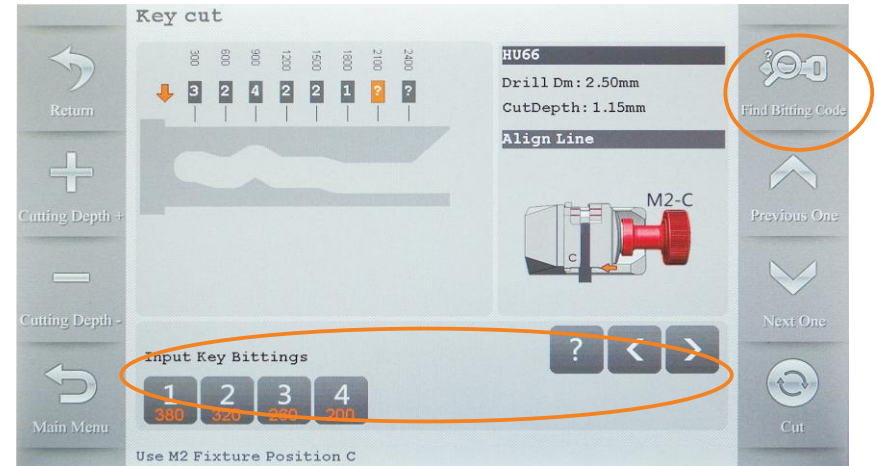 Key cut
300 600 900 1200 1500 1800 2100 2400
3 2 4 2 2 1 ? ?
HU66
Drill Dm: 2.50mm
CutDepth: 1.15mm
Align Line
M2-C
C
Return
Cutting Depth +
Cutting Depth -
Main Menu
?
Find Bitting Code
Previous One
Next One
Cut
Input Key Bittings
? < >
1 2 3 4
380 320 260 200
Use M2 Fixture Position C